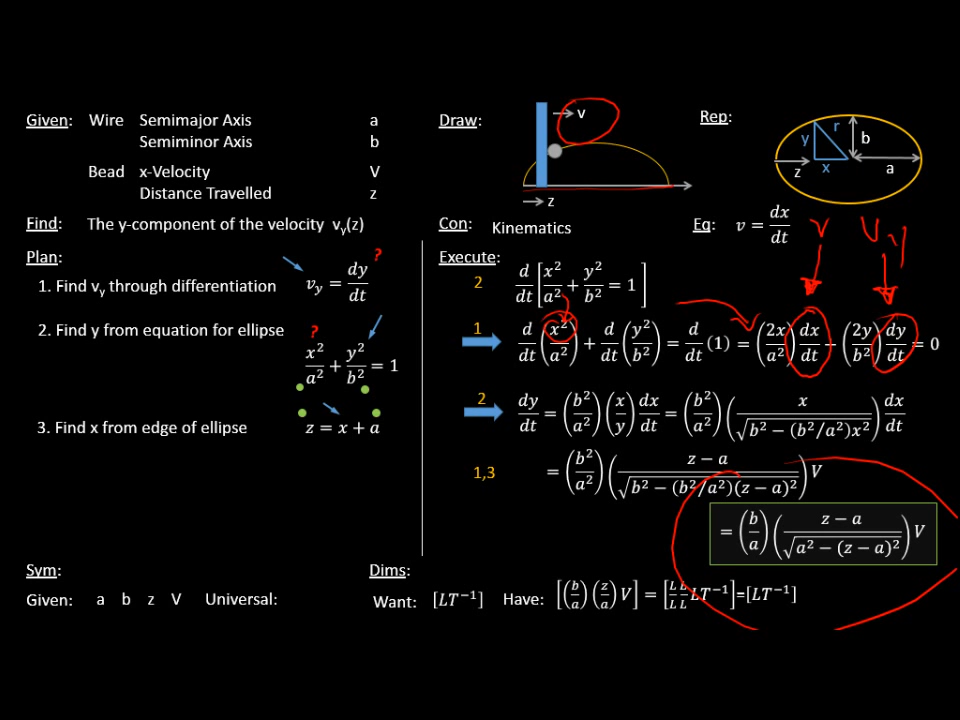 Given: Wire Semimajor Axis a
Semiminor Axis b
Bead x-Velocity V
Distance Travelled z
Draw:
v
z
Rep:
y r b
z x a
Find: The y-component of the velocity v_y(z)
Con: Kinematics
Eq: v = dx/dt
v v_y
Plan:
1. Find v_y through differentiation v_y = dy/dt ?
2. Find y from equation for ellipse ?
x²/a² + y²/b² = 1
3. Find x from edge of ellipse z = x + a
Execute:
2 d/dt [x²/a² + y²/b² = 1]
1 d/dt (x²/a²) + d/dt (y²/b²) = d/dt (1) = (2x/a²) dx/dt − (2y/b²) dy/dt = 0
2 dy/dt = (b²/a²) (x/y) dx/dt = (b²/a²) (x/√(b² − (b²/a²)x²)) dx/dt
1,3 = (b²/a²) ((z − a)/√(b² − (b²/a²)(z − a)²)) V
= (b/a) ((z − a)/√(a² − (z − a)²)) V
Sym:
Given: a b z V Universal:
Dims:
Want: [LT⁻¹] Have: [(b/a) (z/a) V] = [L/L L/L LT⁻¹]=[LT⁻¹]